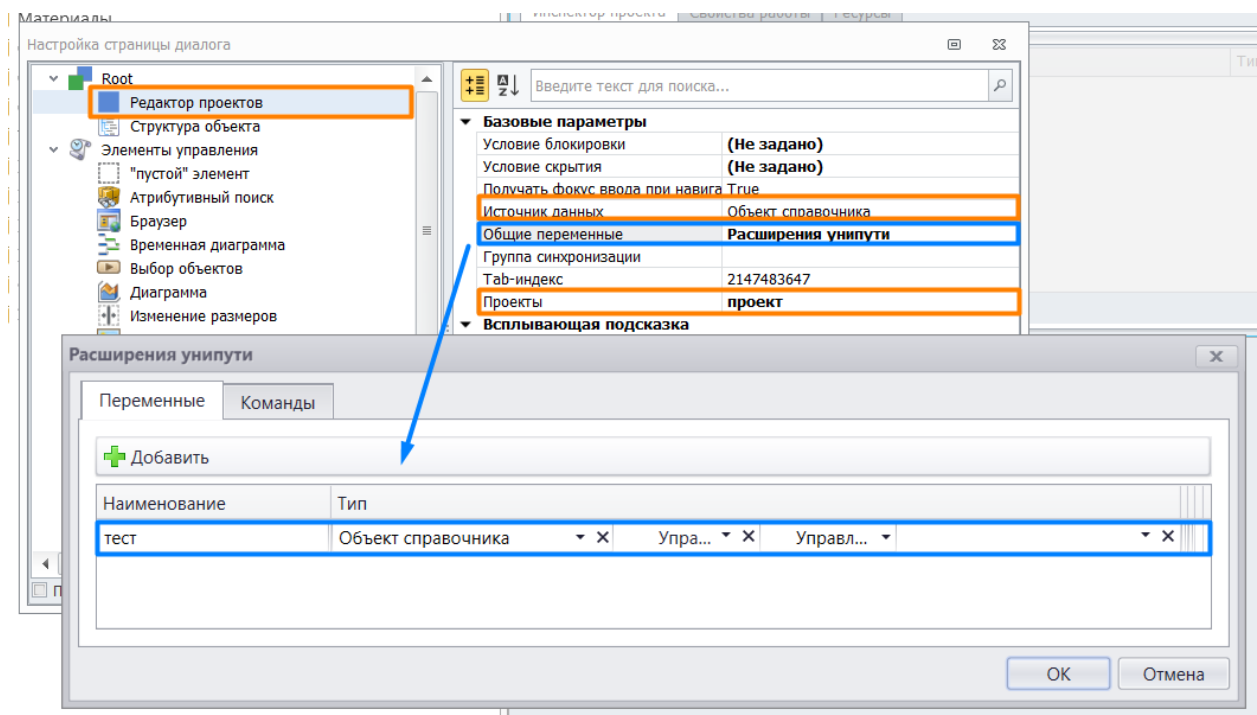 Материалы
Инспектор проекта Свойства работы Ресурсы
Настройка страницы диалога
Root
Редактор проектов
Структура объекта
Элементы управления
"пустой" элемент
Атрибутивный поиск
Браузер
Временная диаграмма
Выбор объектов
Диаграмма
Изменение размеров
Введите текст для поиска...
Базовые параметры
Условие блокировки (Не задано)
Условие скрытия (Не задано)
Получать фокус ввода при навига True
Источник данных Объект справочника
Общие переменные Расширения унипути
Группа синхронизации
Tab-индекс 2147483647
Проекты проект
Всплывающая подсказка
Расширения унипути
Переменные Команды
Добавить
Наименование Тип
тест Объект справочника Упра... Управл...
ОК Отмена